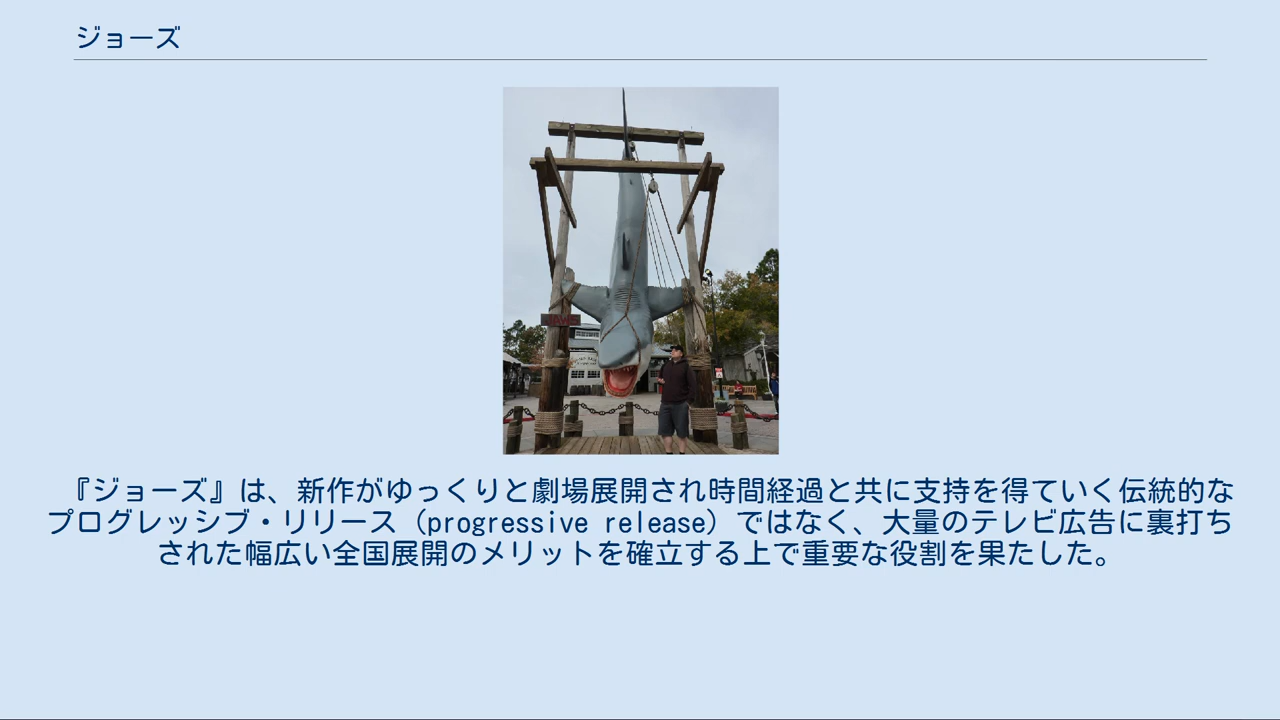 ジョーズ
JAWS
『ジョーズ』は、新作がゆっくりと劇場展開され時間経過と共に支持を得ていく伝統的な
プログレッシブ・リリース（progressive release）ではなく、大量のテレビ広告に裏打ち
された幅広い全国展開のメリットを確立する上で重要な役割を果たした。